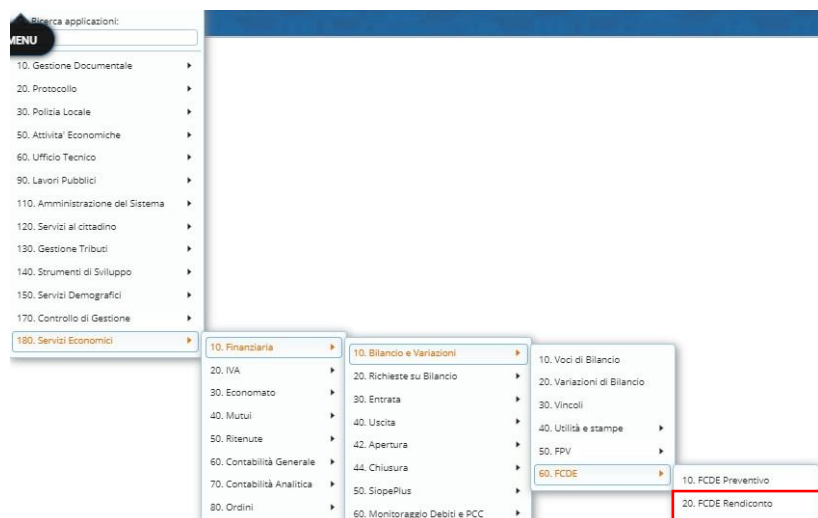 Ricerca applicazioni:
MENU
10. Gestione Documentale
20. Protocollo
30. Polizia Locale
50. Attivita' Economiche
60. Ufficio Tecnico
90. Lavori Pubblici
110. Amministrazione del Sistema
120. Servizi al cittadino
130. Gestione Tributi
140. Strumenti di Sviluppo
150. Servizi Demografici
170. Controllo di Gestione
180. Servizi Economici
10. Finanziaria
20. IVA
30. Economato
40. Mutui
50. Ritenute
60. Contabilità Generale
70. Contabilità Analitica
80. Ordini
10. Bilancio e Variazioni
20. Richieste su Bilancio
30. Entrata
40. Uscita
42. Apertura
44. Chiusura
50. SiopePlus
60. Monitoraggio Debiti e PCC
10. Voci di Bilancio
20. Variazioni di Bilancio
30. Vincoli
40. Utilità e stampe
50. FPV
60. FCDE
10. FCDE Preventivo
20. FCDE Rendiconto